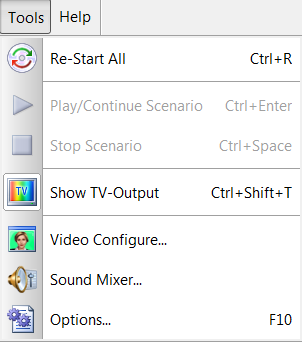 Tools Help
Re-Start All Ctrl+R
Play/Continue Scenario Ctrl+Enter
Stop Scenario Ctrl+Space
TV Show TV-Output Ctrl+Shift+T
Video Configure...
Sound Mixer...
Options... F10